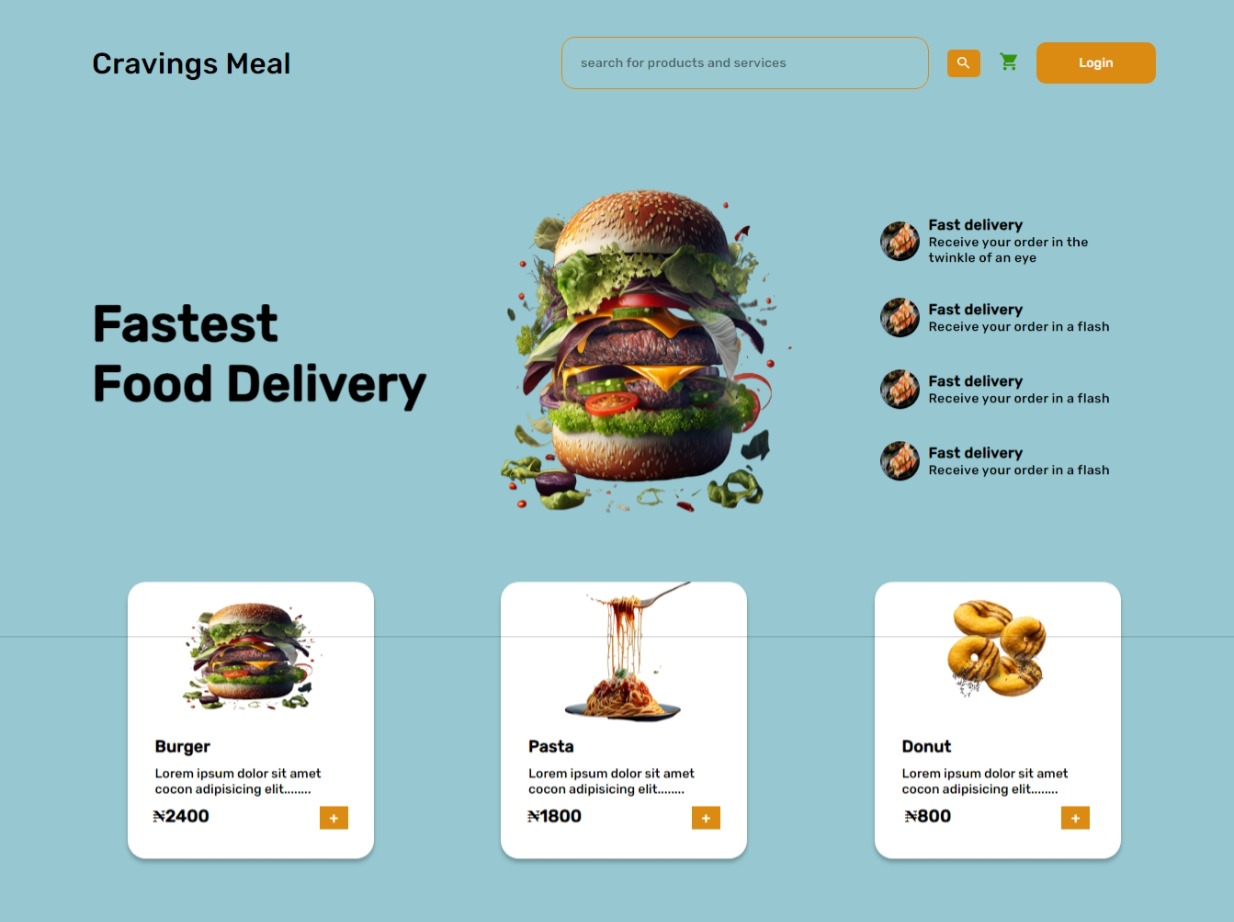 Cravings Meal
search for products and services
Login
Fastest
Food Delivery
Fast delivery
Receive your order in the
twinkle of an eye
Fast delivery
Receive your order in a flash
Fast delivery
Receive your order in a flash
Fast delivery
Receive your order in a flash
Burger
Lorem ipsum dolor sit amet
cocon adipisicing elit........
₦2400
+
Pasta
Lorem ipsum dolor sit amet
cocon adipisicing elit........
₦1800
+
Donut
Lorem ipsum dolor sit amet
cocon adipisicing elit........
₦800
+